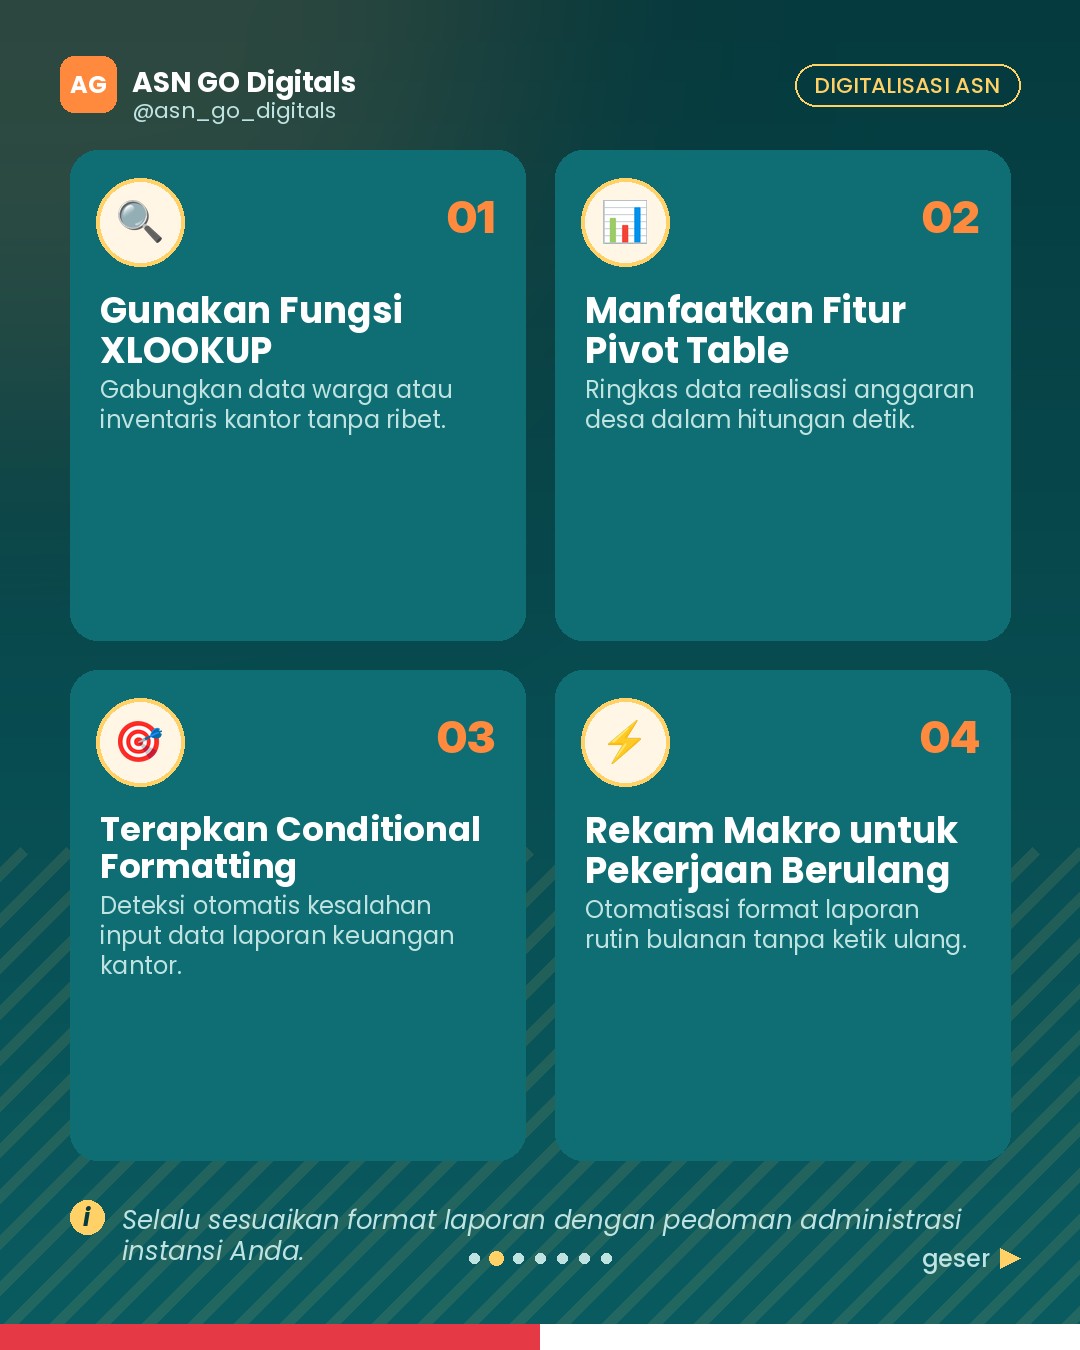 AG
ASN GO Digitals
@asn_go_digitals
DIGITALISASI ASN
01
Gunakan Fungsi
XLOOKUP
Gabungkan data warga atau
inventaris kantor tanpa ribet.
02
Manfaatkan Fitur
Pivot Table
Ringkas data realisasi anggaran
desa dalam hitungan detik.
03
Terapkan Conditional
Formatting
Deteksi otomatis kesalahan
input data laporan keuangan
kantor.
04
Rekam Makro untuk
Pekerjaan Berulang
Otomatisasi format laporan
rutin bulanan tanpa ketik ulang.
i
Selalu sesuaikan format laporan dengan pedoman administrasi
instansi Anda.
geser